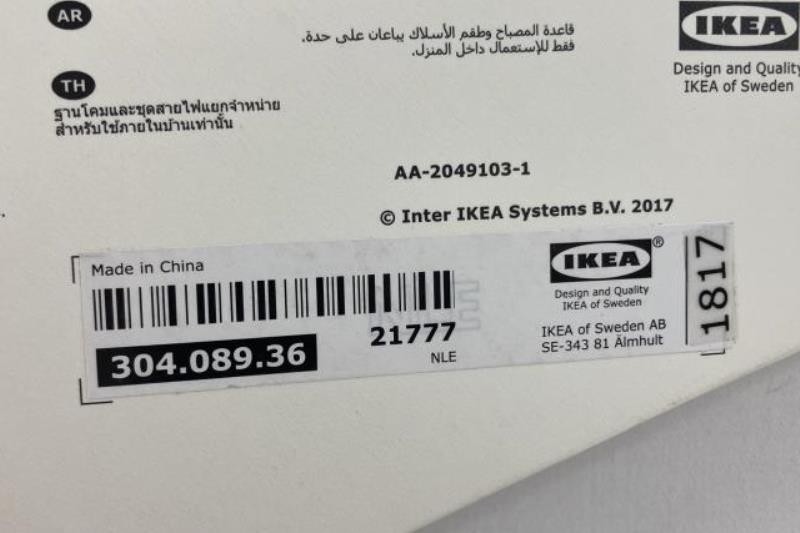 AR
قاعدة المصباح وطقم الأسلاك يباعان على حدة.
فقط للإستعمال داخل المنزل.
IKEA
Design and Quality
IKEA of Sweden
TH
ฐานโคมและชุดสายไฟแยกจำหน่าย
สำหรับใช้ภายในบ้านเท่านั้น
AA-2049103-1
© Inter IKEA Systems B.V. 2017
Made in China
304.089.36
21777
NLE
IKEA®
Design and Quality
IKEA of Sweden
IKEA of Sweden AB
SE-343 81 Älmhult
1817